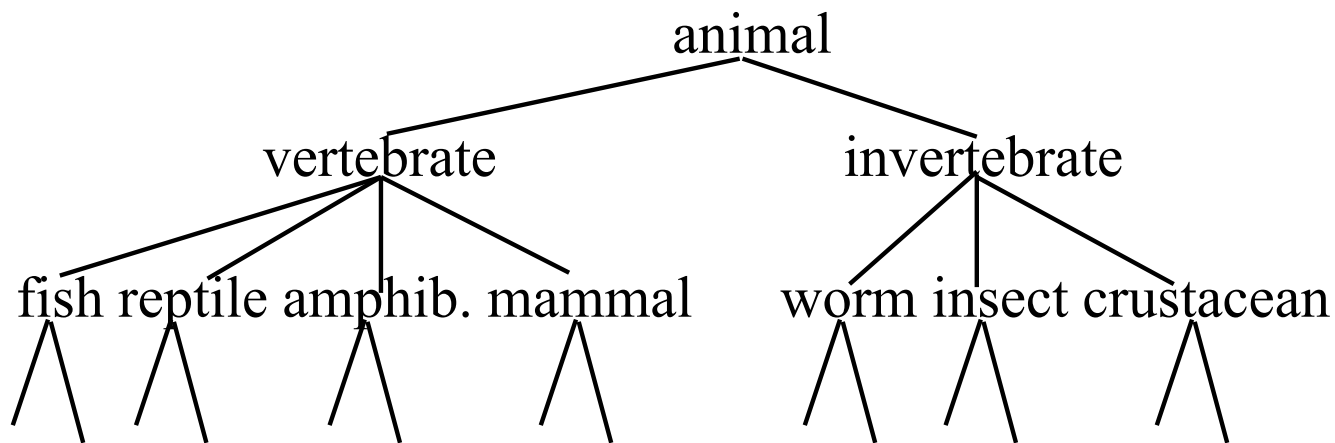 animal
vertebrate invertebrate
fish reptile amphib. mammal worm insect crustacean